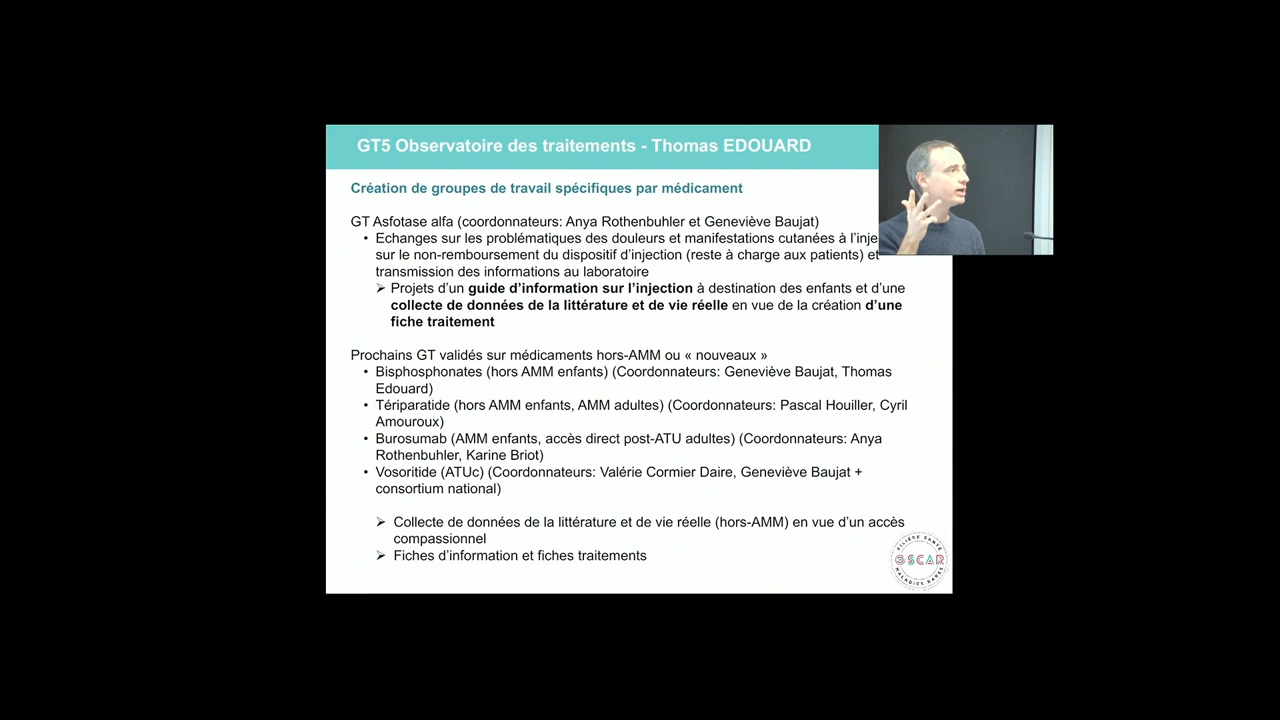 GT5 Observatoire des traitements - Thomas EDOUARD
Création de groupes de travail spécifiques par médicament
GT Asfotase alfa (coordonnateurs: Anya Rothenbuhler et Geneviève Baujat)
• Echanges sur les problématiques des douleurs et manifestations cutanées à l'inje
sur le non-remboursement du dispositif d'injection (reste à charge aux patients) et
transmission des informations au laboratoire
➢ Projets d'un guide d'information sur l'injection à destination des enfants et d'une
collecte de données de la littérature et de vie réelle en vue de la création d'une
fiche traitement
Prochains GT validés sur médicaments hors-AMM ou « nouveaux »
• Bisphosphonates (hors AMM enfants) (Coordonnateurs: Geneviève Baujat, Thomas
Edouard)
• Tériparatide (hors AMM enfants, AMM adultes) (Coordonnateurs: Pascal Houiller, Cyril
Amouroux)
• Burosumab (AMM enfants, accès direct post-ATU adultes) (Coordonnateurs: Anya
Rothenbuhler, Karine Briot)
• Vosoritide (ATUc) (Coordonnateurs: Valérie Cormier Daire, Geneviève Baujat +
consortium national)
➢ Collecte de données de la littérature et de vie réelle (hors-AMM) en vue d'un accès
compassionnel
➢ Fiches d'information et fiches traitements
FILIÈRE SANTÉ
OSCAR
MALADIES RARES